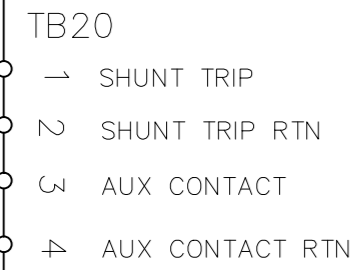 TB20
1 SHUNT TRIP
2 SHUNT TRIP RTN
3 AUX CONTACT
4 AUX CONTACT RTN